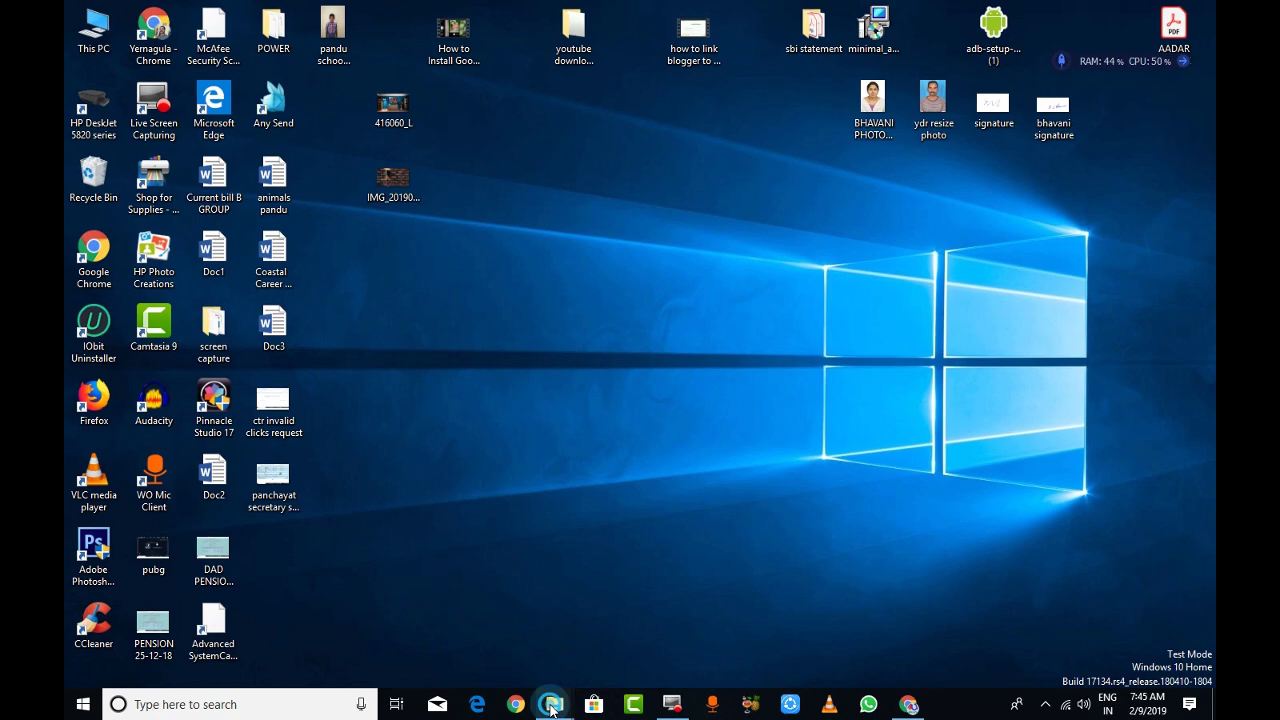 This PC
Yernagula -
Chrome
McAfee
Security Sc...
POWER
pandu
schoo...
How to
Install Goo...
youtube
downlo...
how to link
blogger to ...
sbi statement
minimal_a...
adb-setup-...
(1)
PDF
AADAR
RAM: 44 % CPU: 50 %
HP DeskJet
5820 series
Live Screen
Capturing
Microsoft
Edge
Any Send
416060_L
BHAVANI
PHOTO...
ydr resize
photo
signature
bhavani
signature
Recycle Bin
Shop for
Supplies - ...
Current bill B
GROUP
animals
pandu
IMG_20190...
Google
Chrome
HP Photo
Creations
Doc1
Coastal
Career ...
IObit
Uninstaller
Camtasia 9
screen
capture
Doc3
Firefox
Audacity
Pinnacle
Studio 17
ctr invalid
clicks request
VLC media
player
WO Mic
Client
Doc2
panchayat
secretary s...
Ps
Adobe
Photosh...
pubg
DAD
PENSIO...
CCleaner
PENSION
25-12-18
Advanced
SystemCa...
Test Mode
Windows 10 Home
Build 17134.rs4_release.180410-1804
Type here to search
ENG
IN
7:45 AM
2/9/2019